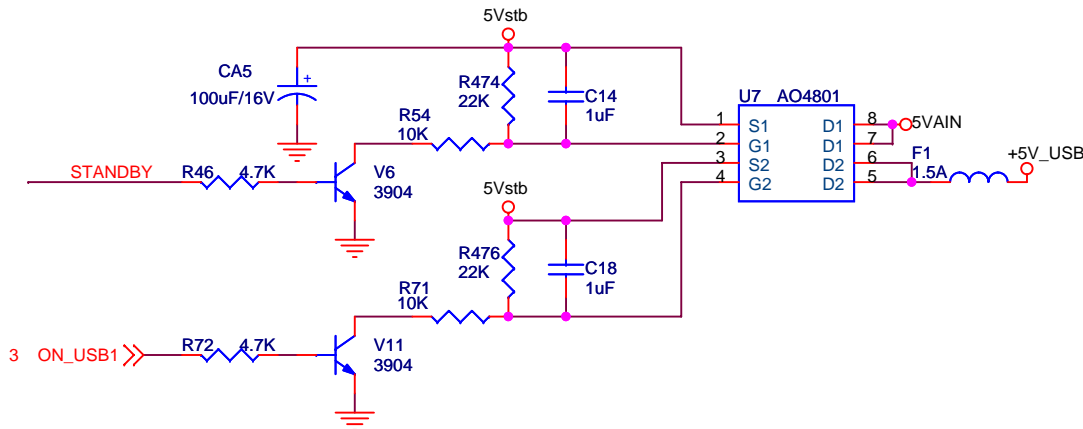 5Vstb
CA5
100uF/16V
R474
22K
C14
1uF
U7 AO4801
R54
10K
1 S1 D1 8
2 G1 D1 7
3 S2 D2 6
4 G2 D2 5
5VAIN
F1
1.5A
+5V_USB
STANDBY
R46 4.7K
V6
3904
5Vstb
R476
22K
C18
1uF
R71
10K
3 ON_USB1
R72 4.7K
V11
3904